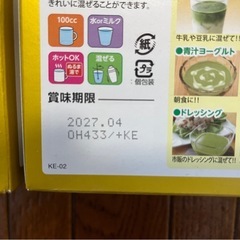 きいに混ぜることができます。
100cc
水orミルク
ホットOK
ぬるま湯で
混ぜる
紙
プラ
:個包装
賞味期限
2027.04
OH433/+KE
KE-02
牛乳や豆乳に混ぜて!!
●青汁ヨーグルト
朝食に!!
●ドレッシング
市販のドレッシングに混ぜて!!